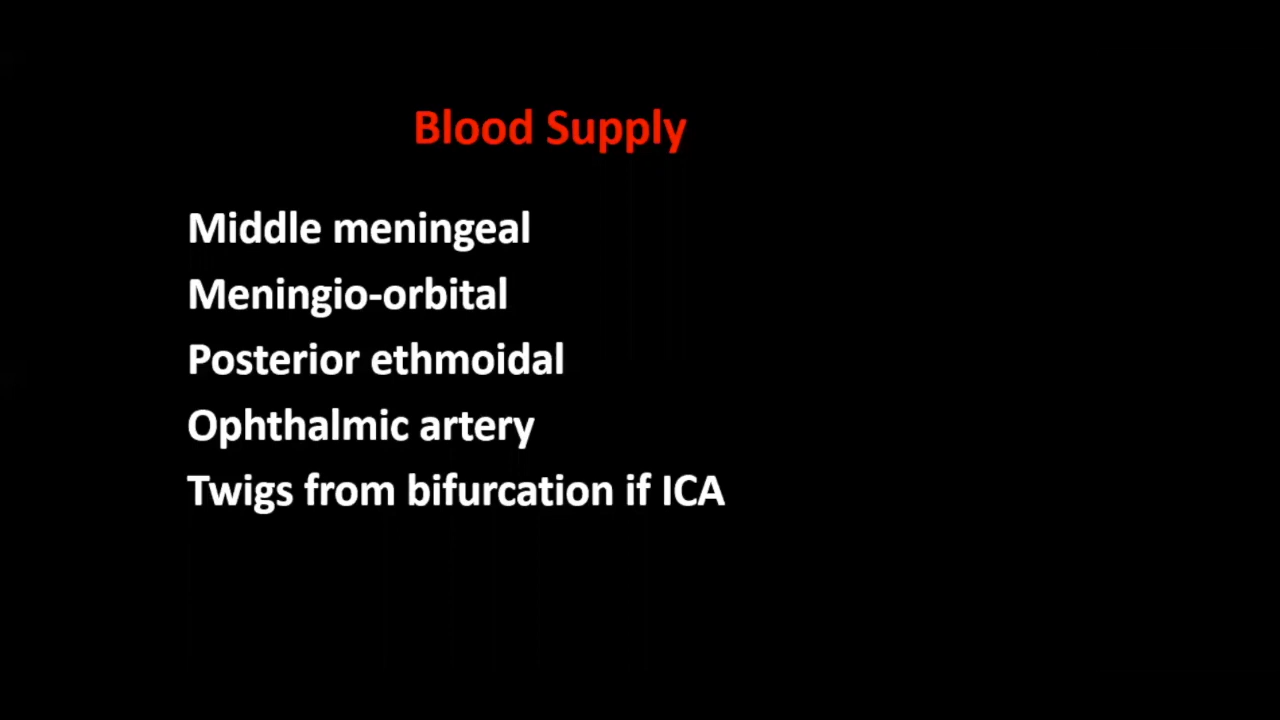 Blood Supply
Middle meningeal
Meningio-orbital
Posterior ethmoidal
Ophthalmic artery
Twigs from bifurcation if ICA